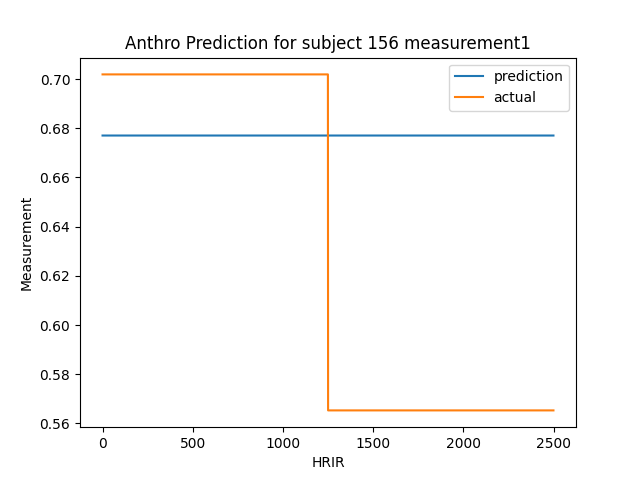 Anthro Prediction for subject 156 measurement1
prediction
actual
0.70
0.68
0.66
0.64
0.62
0.60
0.58
0.56
Measurement
0 500 1000 1500 2000 2500
HRIR